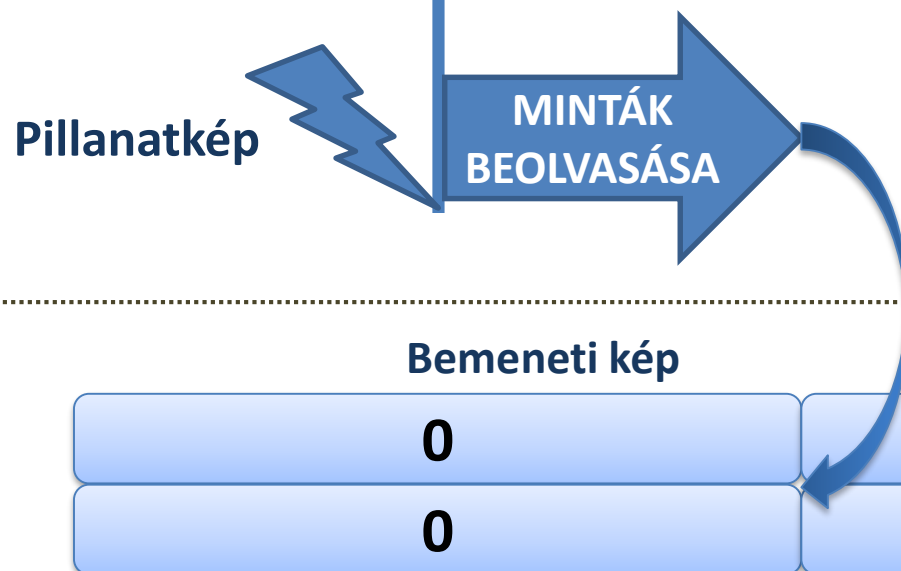 Pillanatkép
MINTÁK
BEOLVASÁSA
Bemeneti kép
0
0